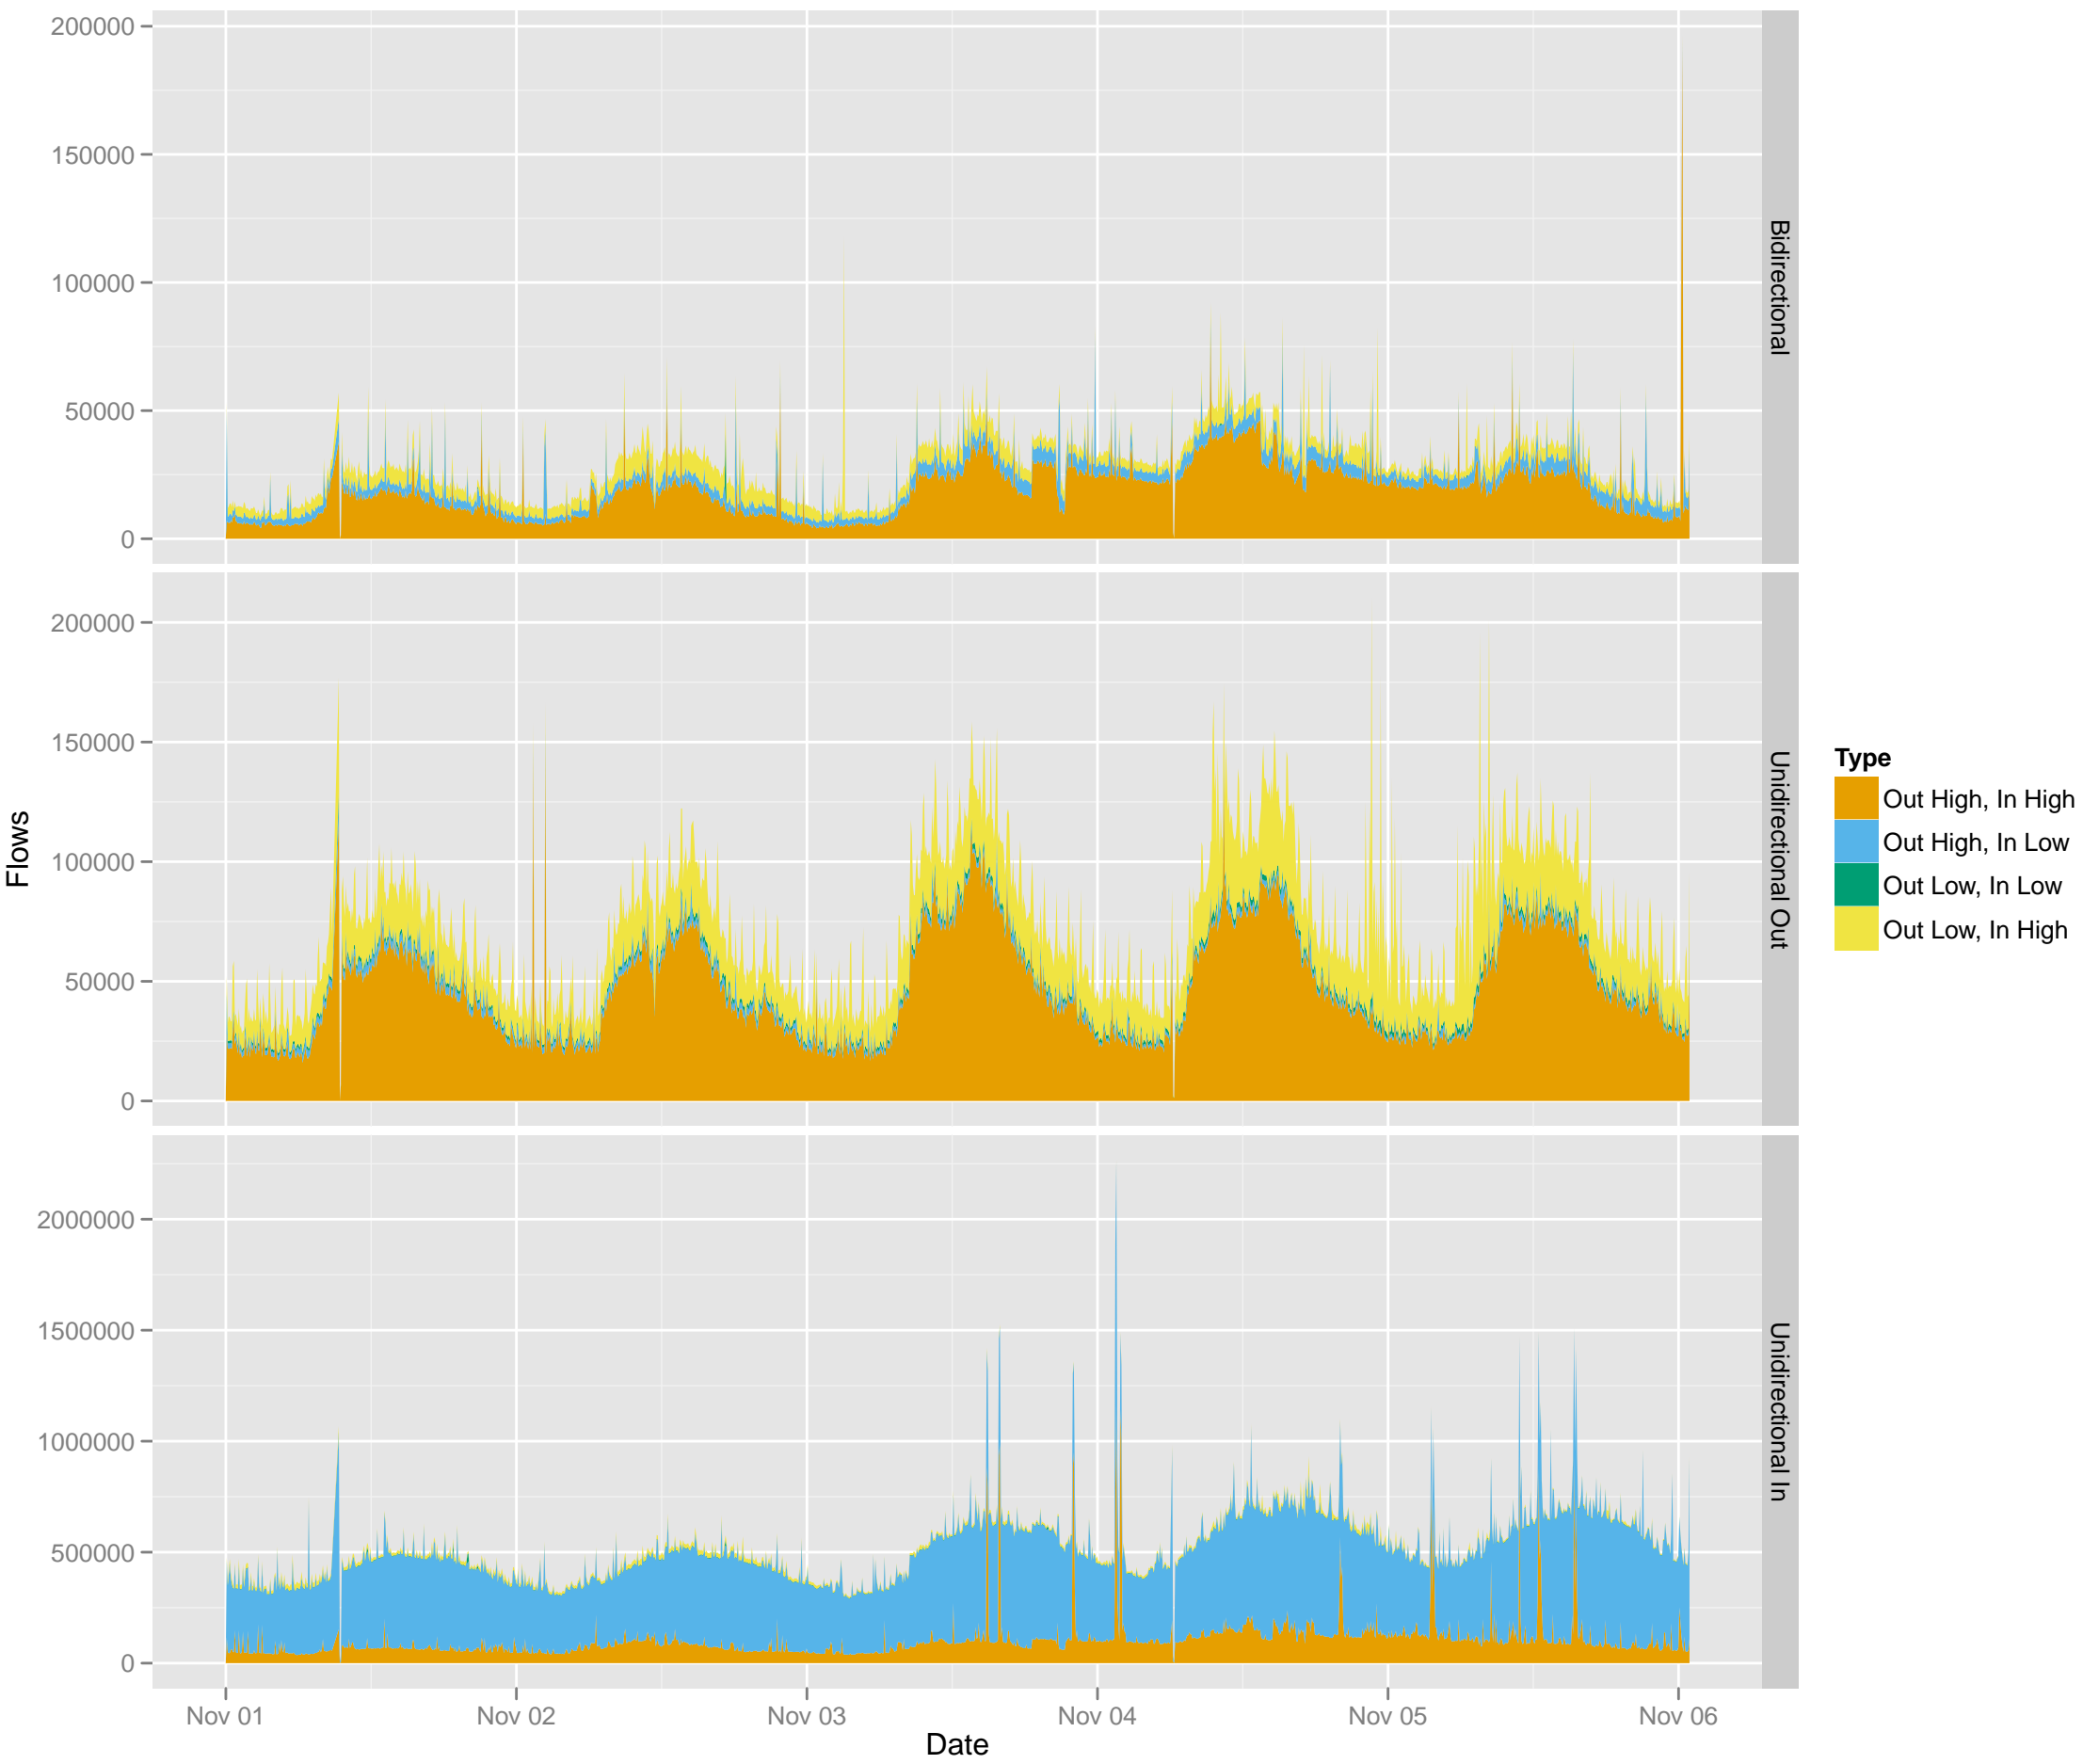 200000
150000
100000
50000
0
Bidirectional
200000
150000
100000
50000
0
Unidirectional Out
2000000
1500000
1000000
500000
0
Unidirectional In
Flows
Nov 01
Nov 02
Nov 03
Nov 04
Nov 05
Nov 06
Date
Type
Out High, In High
Out High, In Low
Out Low, In Low
Out Low, In High